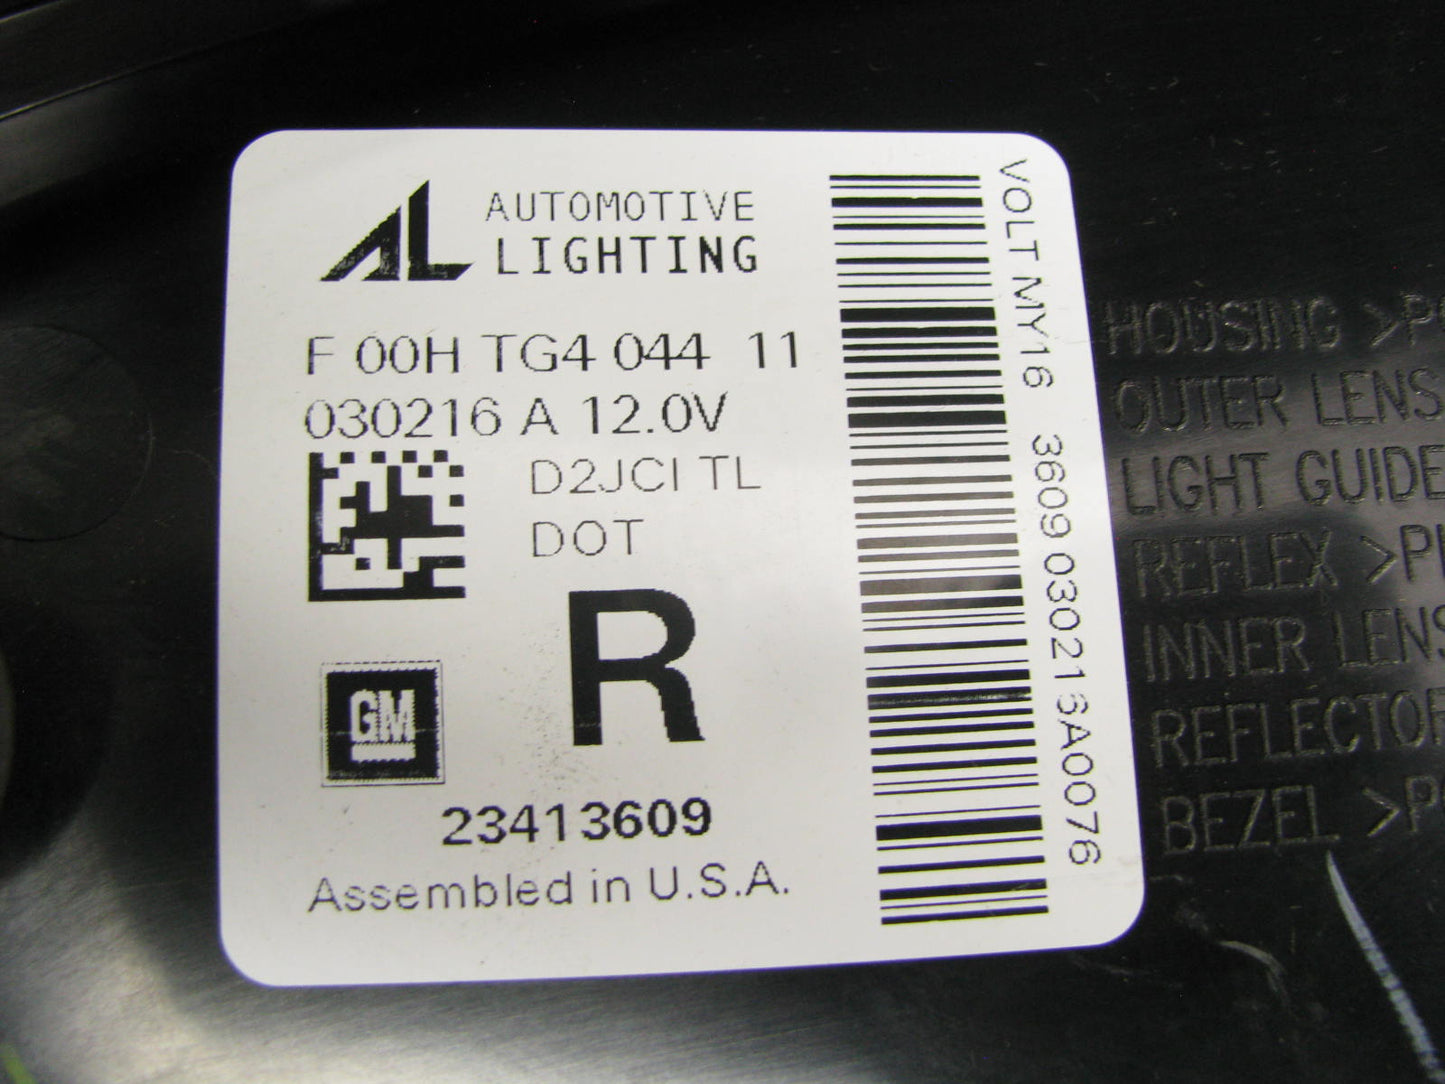 AL AUTOMOTIVE
LIGHTING
F 00H TG4 044 11
030216 A 12.0V
D2JCI TL
DOT
R
GM
23413609
Assembled in U.S.A.
VOLT MY16 3609 030216A0076
HOUSING >P
OUTER LENS
LIGHT GUIDE
REFLEX >P
INNER LENS
REFLECTOR
BEZEL >P